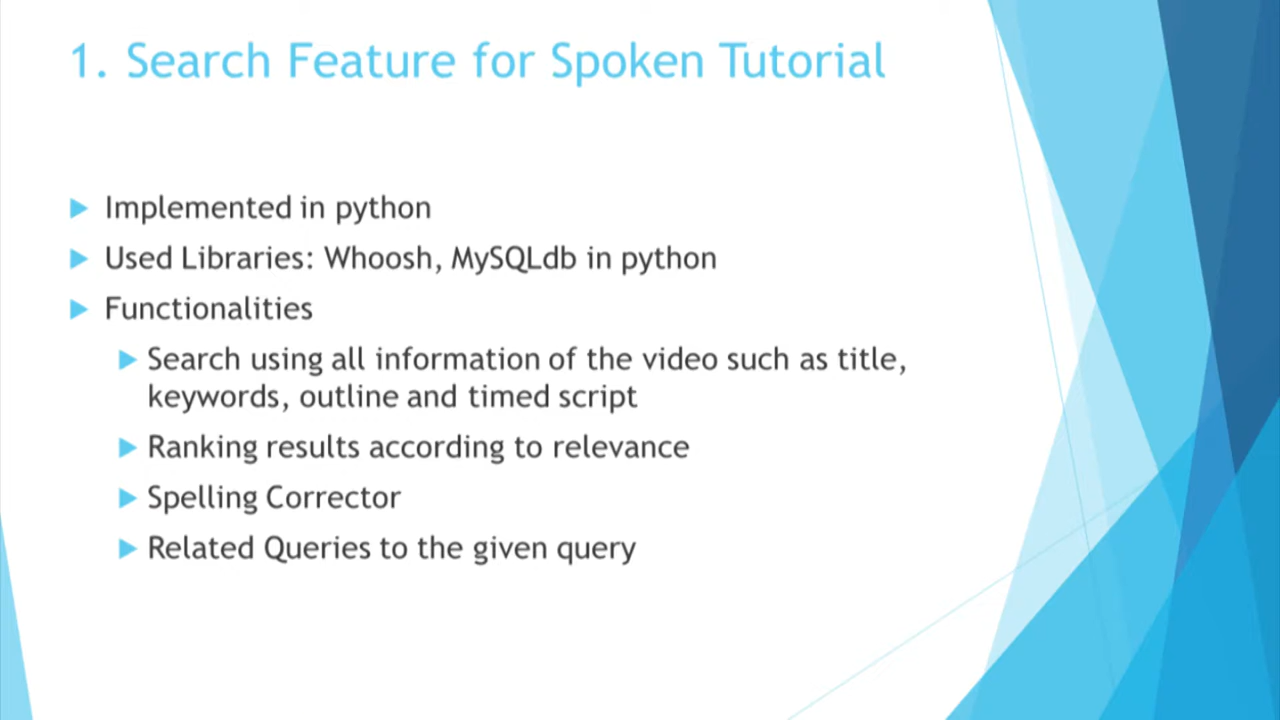 1. Search Feature for Spoken Tutorial
Implemented in python
Used Libraries: Whoosh, MySQLdb in python
Functionalities
Search using all information of the video such as title,
keywords, outline and timed script
Ranking results according to relevance
Spelling Corrector
Related Queries to the given query